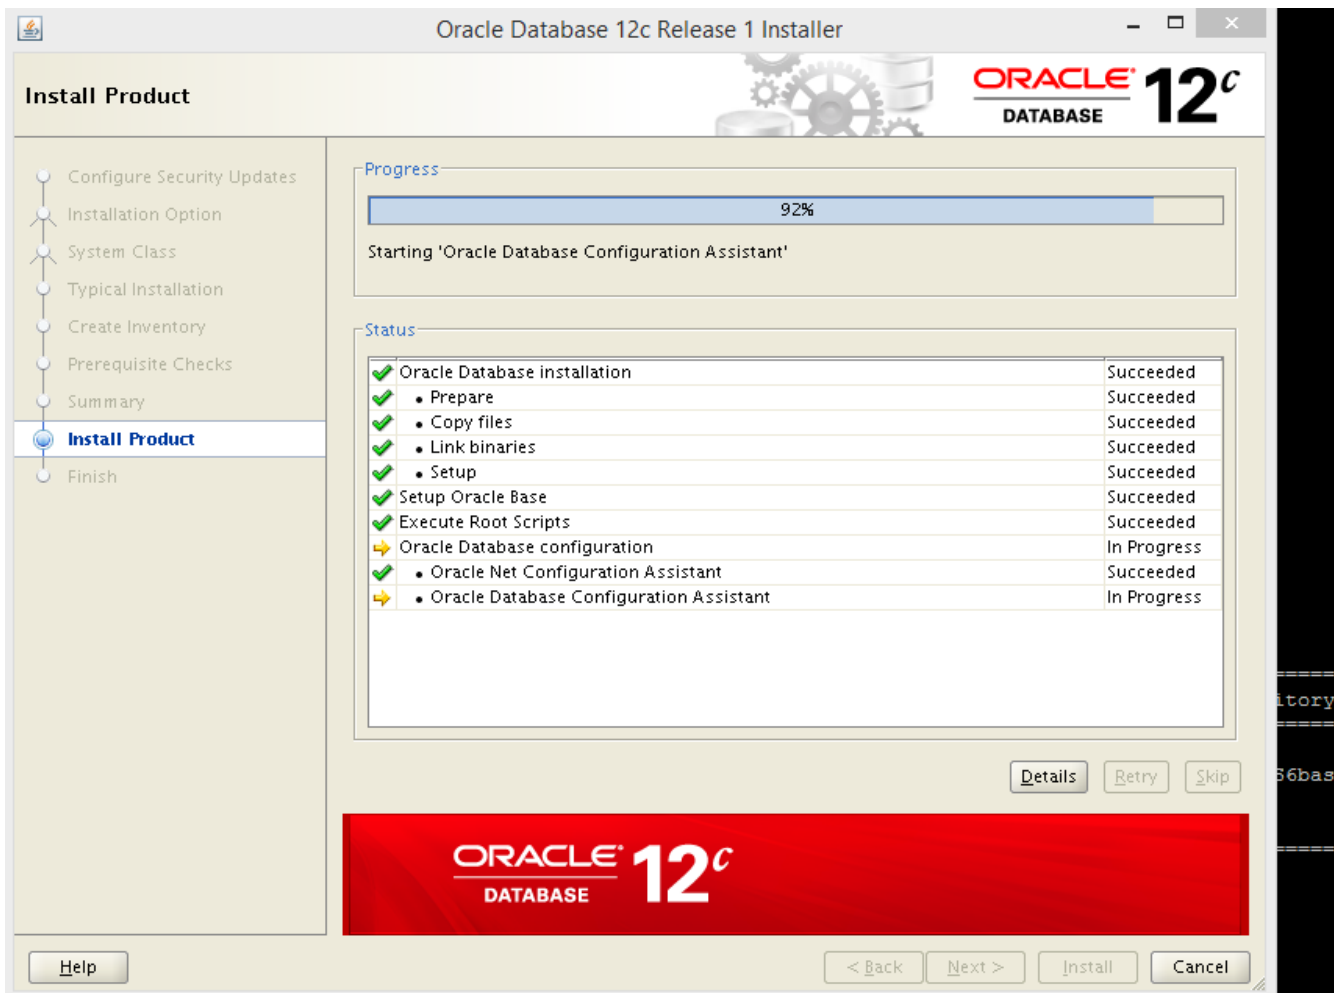 Oracle Database 12c Release 1 Installer
Install Product
ORACLE
DATABASE
12c
Configure Security Updates
Installation Option
System Class
Typical Installation
Create Inventory
Prerequisite Checks
Summary
Install Product
Finish
Progress
92%
Starting 'Oracle Database Configuration Assistant'
Status
Oracle Database installation Succeeded
• Prepare Succeeded
• Copy files Succeeded
• Link binaries Succeeded
• Setup Succeeded
Setup Oracle Base Succeeded
Execute Root Scripts Succeeded
Oracle Database configuration In Progress
• Oracle Net Configuration Assistant Succeeded
• Oracle Database Configuration Assistant In Progress
=====
itory
=====
Details Retry Skip
56bas
=====
ORACLE
DATABASE
12c
Help < Back Next > Install Cancel